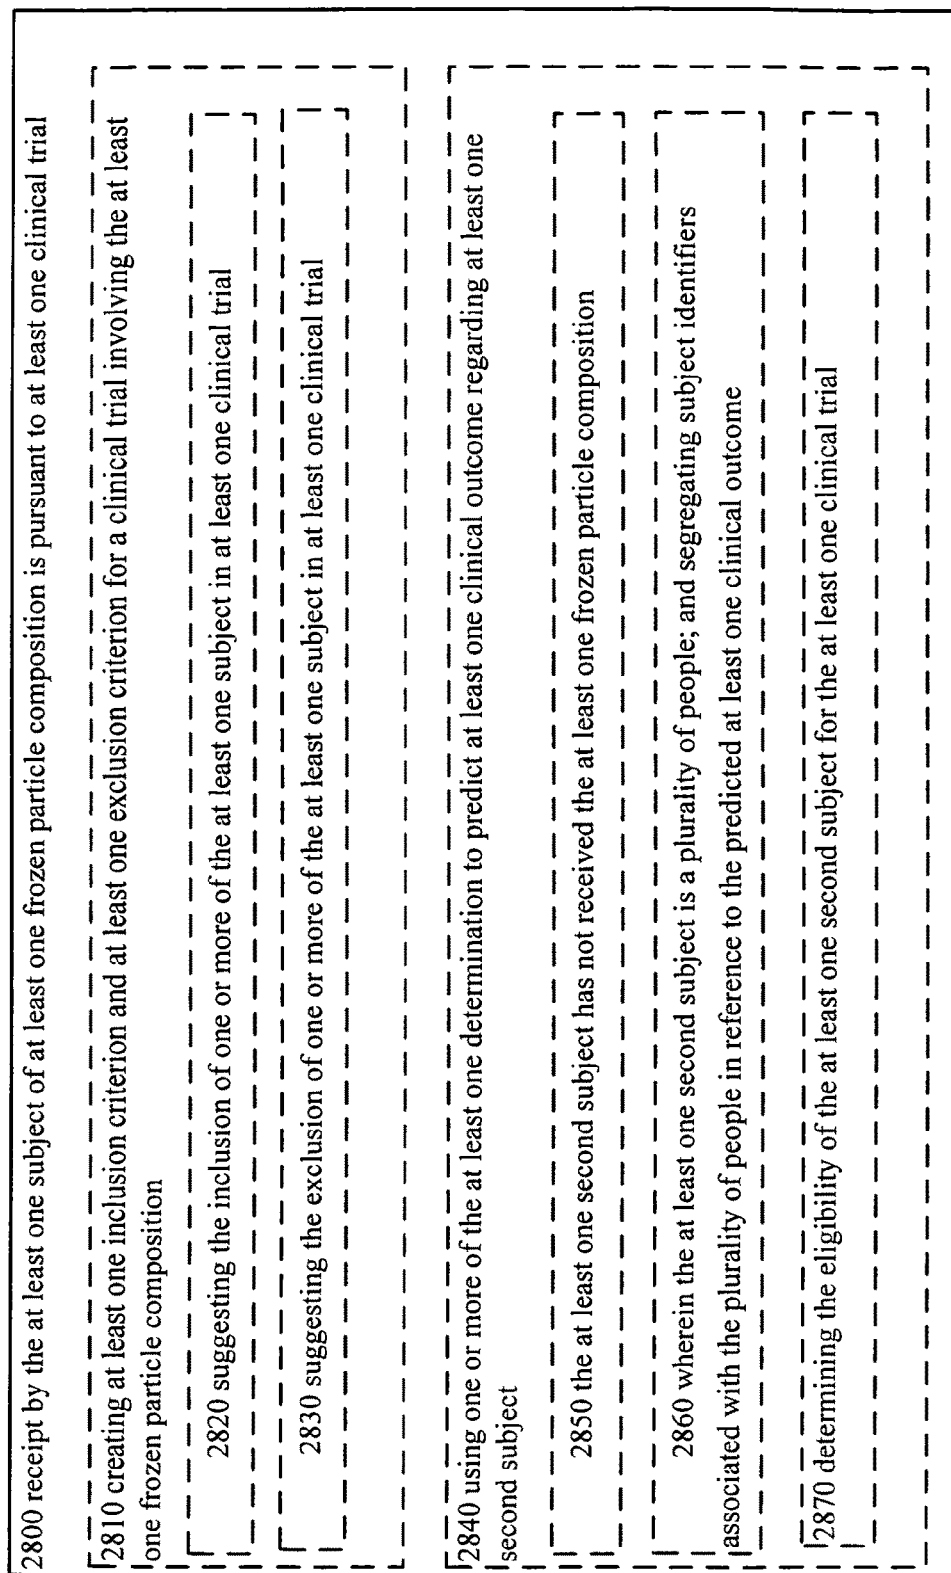 2800 receipt by the at least one subject of at least one frozen particle composition is pursuant to at least one clinical trial
2810 creating at least one inclusion criterion and at least one exclusion criterion for a clinical trial involving the at least
one frozen particle composition
2820 suggesting the inclusion of one or more of the at least one subject in at least one clinical trial
2830 suggesting the exclusion of one or more of the at least one subject in at least one clinical trial
2840 using one or more of the at least one determination to predict at least one clinical outcome regarding at least one
second subject
2850 the at least one second subject has not received the at least one frozen particle composition
2860 wherein the at least one second subject is a plurality of people; and segregating subject identifiers
associated with the plurality of people in reference to the predicted at least one clinical outcome
2870 determining the eligibility of the at least one second subject for the at least one clinical trial